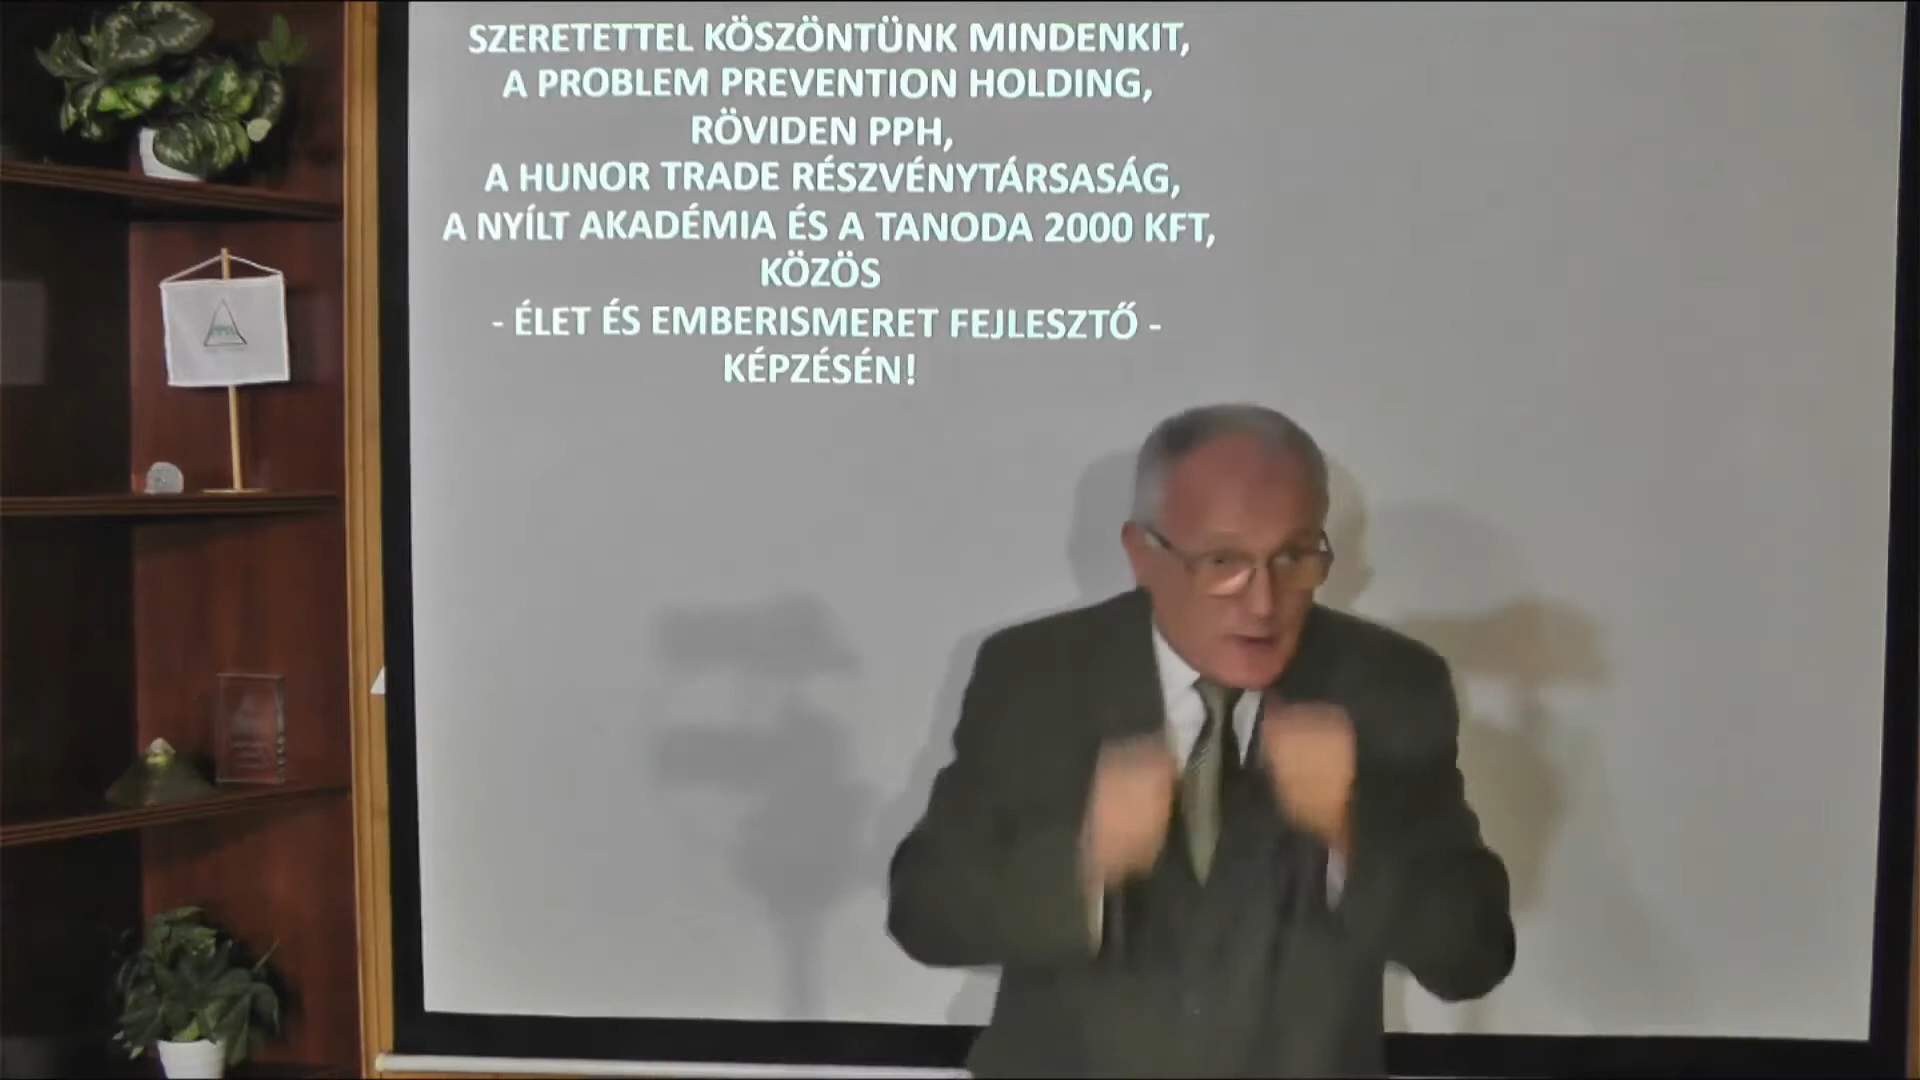 SZERETETTEL KÖSZÖNTÜNK MINDENKIT,
A PROBLEM PREVENTION HOLDING,
RÖVIDEN PPH,
A HUNOR TRADE RÉSZVÉNYTÁRSASÁG,
A NYÍLT AKADÉMIA ÉS A TANODA 2000 KFT,
KÖZÖS
- ÉLET ÉS EMBERISMERET FEJLESZTŐ -
KÉPZÉSÉN!